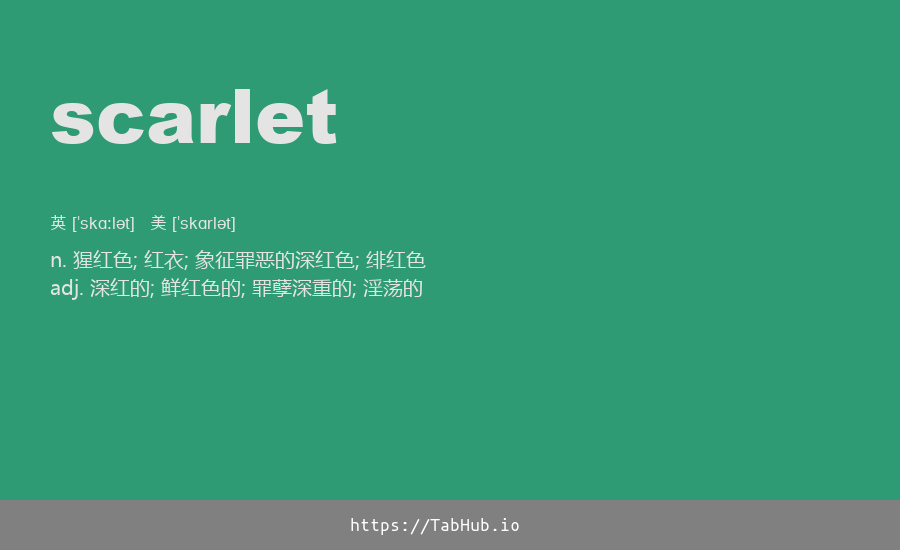 scarlet
英 [ˈskɑːlət] 美 [ˈskɑrlət]
n. 猩红色; 红衣; 象征罪恶的深红色; 绯红色
adj. 深红的; 鲜红色的; 罪孽深重的; 淫荡的
https://TabHub.io